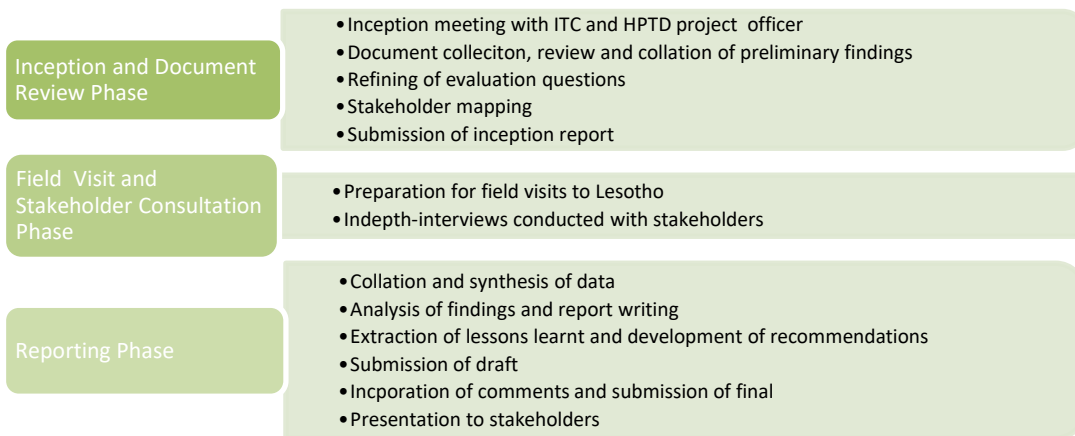 Inception and Document
Review Phase
•Inception meeting with ITC and HPTD project officer
•Document colleciton, review and collation of preliminary findings
•Refining of evaluation questions
•Stakeholder mapping
•Submission of inception report
Field Visit and
Stakeholder Consultation
Phase
•Preparation for field visits to Lesotho
•Indepth-interviews conducted with stakeholders
Reporting Phase
•Collation and synthesis of data
•Analysis of findings and report writing
•Extraction of lessons learnt and development of recommendations
•Submission of draft
•Incporation of comments and submission of final
•Presentation to stakeholders